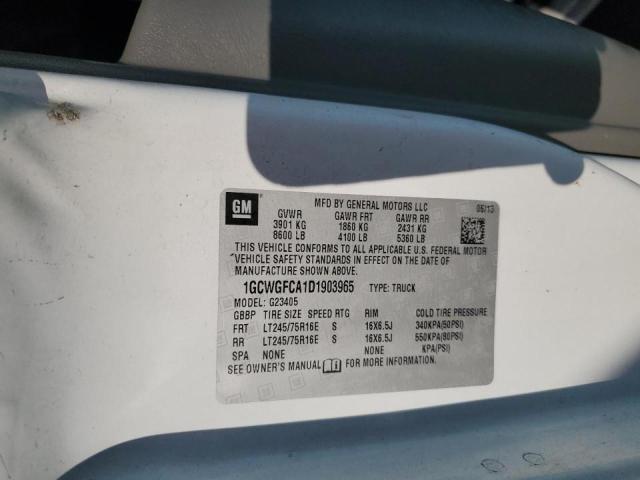 GM
MFD BY GENERAL MOTORS LLC
05/13
GVWR GAWR FRT GAWR RR
3901 KG 1860 KG 2431 KG
8600 LB 4100 LB 5360 LB
THIS VEHICLE CONFORMS TO ALL APPLICABLE U.S. FEDERAL MOTOR
VEHICLE SAFETY STANDARDS IN EFFECT ON THE DATE OF
MANUFACTURE SHOWN ABOVE.
1GCWGFCA1D1903965 TYPE: TRUCK
MODEL: G23405
GBBP TIRE SIZE SPEED RTG RIM COLD TIRE PRESSURE
FRT LT245/75R16E S 16X6.5J 340KPA(50PSI)
RR LT245/75R16E S 16X6.5J 550KPA(80PSI)
SPA NONE NONE KPA(PSI)
SEE OWNER'S MANUAL FOR MORE INFORMATION.